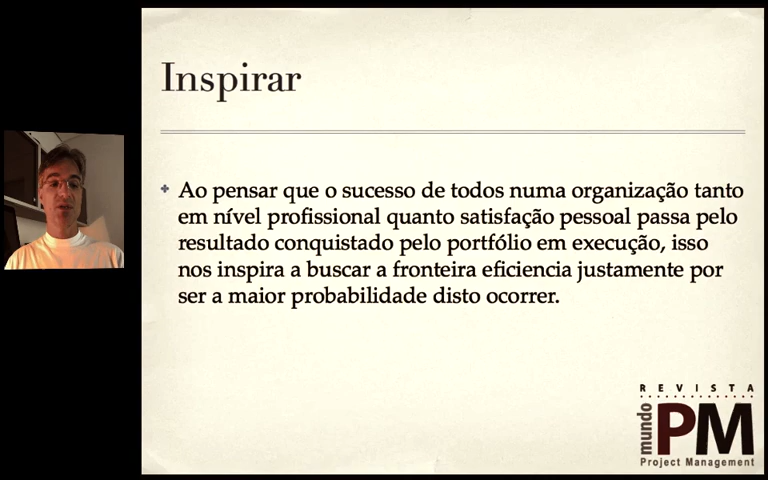 Inspirar
Ao pensar que o sucesso de todos numa organização tanto
em nível profissional quanto satisfação pessoal passa pelo
resultado conquistado pelo portfólio em execução, isso
nos inspira a buscar a fronteira eficiencia justamente por
ser a maior probabilidade disto ocorrer.
REVISTA
mundo
PM
Project Management